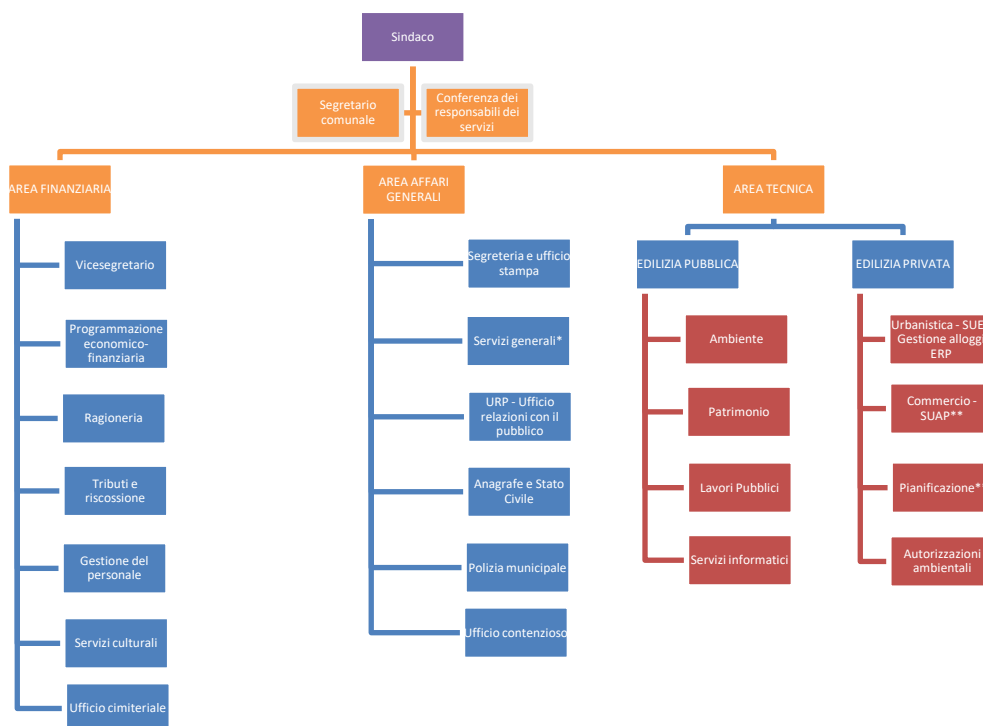 Sindaco
Segretario
comunale
Conferenza dei
responsabili dei
servizi
AREA FINANZIARIA
AREA AFFARI
GENERALI
AREA TECNICA
Vicesegretario
Programmazione
economico-
finanziaria
Ragioneria
Tributi e
riscossione
Gestione del
personale
Servizi culturali
Ufficio cimiteriale
Segreteria e ufficio
stampa
Servizi generali*
URP - Ufficio
relazioni con il
pubblico
Anagrafe e Stato
Civile
Polizia municipale
Ufficio contenzioso
EDILIZIA PUBBLICA
Ambiente
Patrimonio
Lavori Pubblici
Servizi informatici
EDILIZIA PRIVATA
Urbanistica - SUE -
Gestione alloggi
ERP
Commercio -
SUAP**
Pianificazione**
Autorizzazioni
ambientali